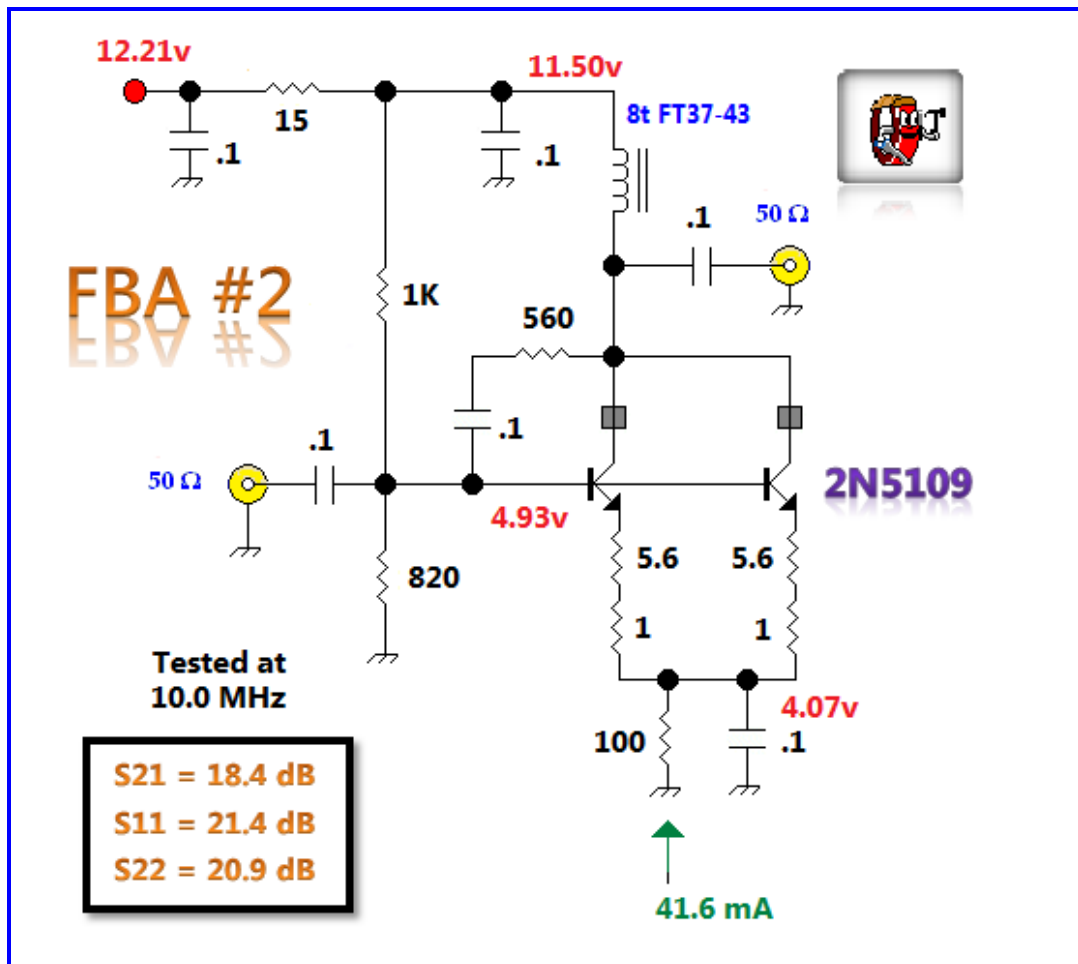 12.21v
11.50v
15
.1
.1
8t FT37-43
.1
50 Ω
FBA #2
1K
560
.1
.1
50 Ω
4.93v
2N5109
820
5.6
5.6
1
1
Tested at
10.0 MHz
4.07v
100
.1
S21 = 18.4 dB
S11 = 21.4 dB
S22 = 20.9 dB
41.6 mA